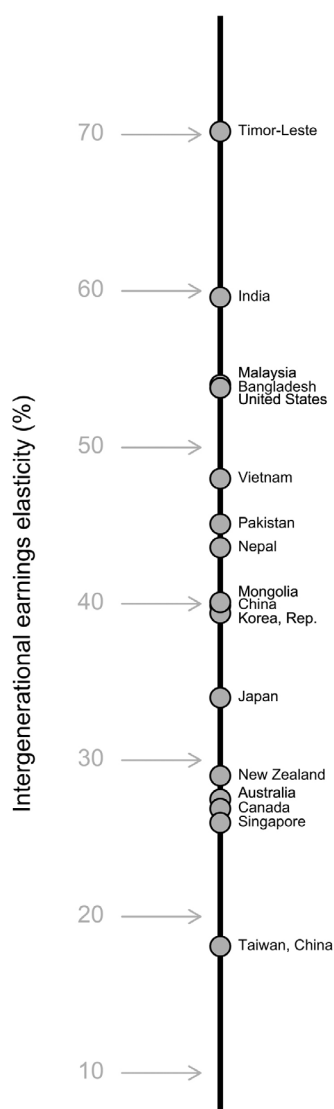 Intergenerational earnings elasticity (%)
70
Timor-Leste
60
India
Malaysia
Bangladesh
United States
50
Vietnam
Pakistan
Nepal
Mongolia
40
China
Korea, Rep.
Japan
30
New Zealand
Australia
Canada
Singapore
20
Taiwan, China
10